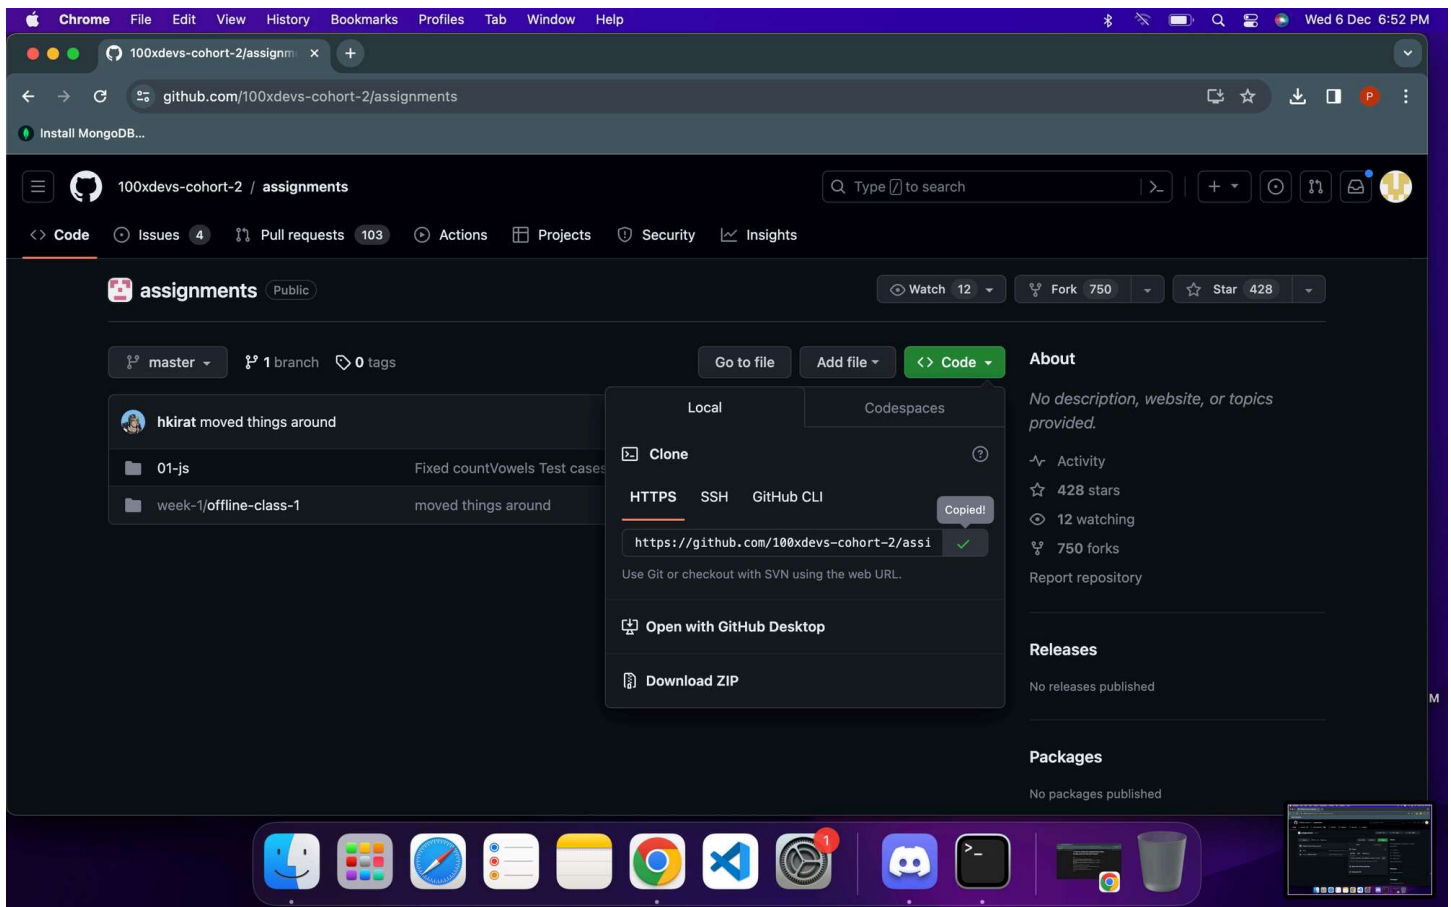 Chrome File Edit View History Bookmarks Profiles Tab Window Help Wed 6 Dec 6:52 PM
100xdevs-cohort-2/assignm
github.com/100xdevs-cohort-2/assignments P
Install MongoDB...
100xdevs-cohort-2 / assignments Type / to search
Code Issues 4 Pull requests 103 Actions Projects Security Insights
assignments Public Watch 12 Fork 750 Star 428
master 1 branch 0 tags Go to file Add file Code
hkirat moved things around
01-js Fixed countVowels Test cases
week-1/offline-class-1 moved things around
Local Codespaces
Clone
HTTPS SSH GitHub CLI
Copied!
https://github.com/100xdevs-cohort-2/assi
Use Git or checkout with SVN using the web URL.
Open with GitHub Desktop
Download ZIP
About
No description, website, or topics
provided.
Activity
428 stars
12 watching
750 forks
Report repository
Releases
No releases published
M
Packages
No packages published
1